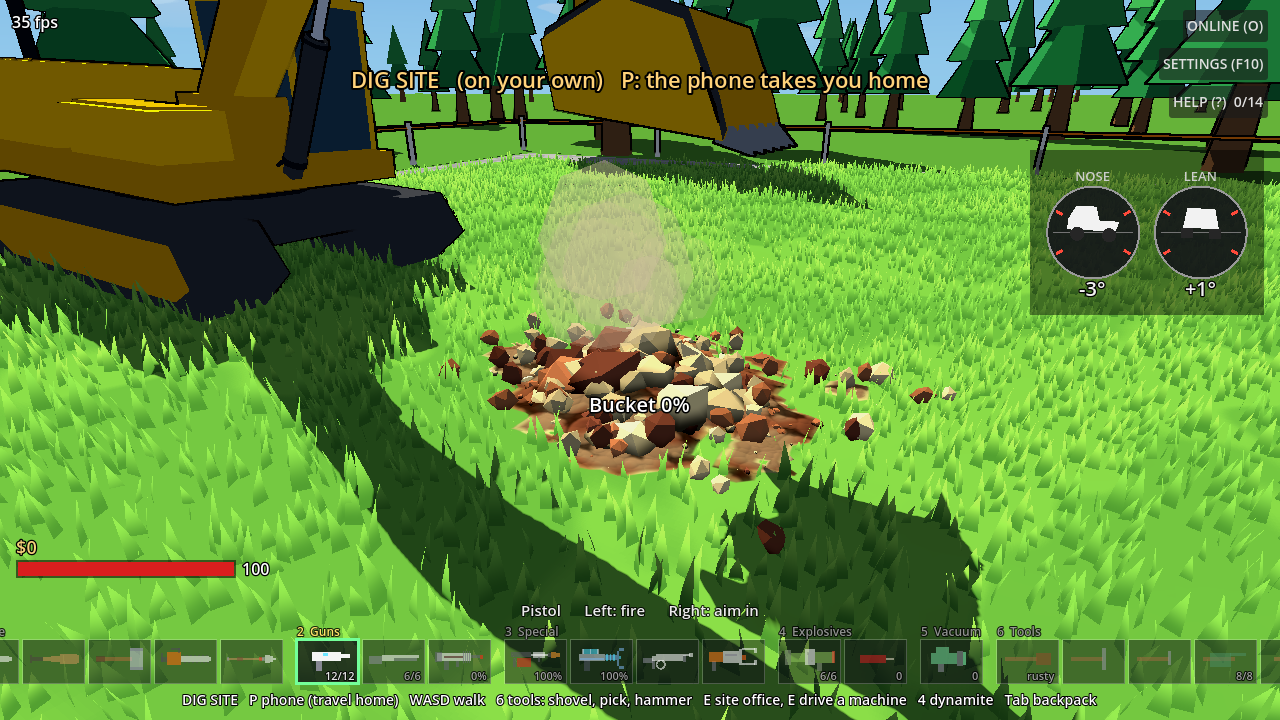 35 fps
ONLINE (O)
SETTINGS (F10)
HELP (?) 0/14
DIG SITE (on your own) P: the phone takes you home
NOSE LEAN
-3° +1°
Bucket 0%
$0
100
Pistol Left: fire Right: aim in
e 2 Guns 3 Special 4 Explosives 5 Vacuum 6 Tools
12/12 6/6 0% 100% 100% 6/6 0 0 rusty 8/8
DIG SITE P phone (travel home) WASD walk 6 tools: shovel, pick, hammer E site office, E drive a machine 4 dynamite Tab backpack